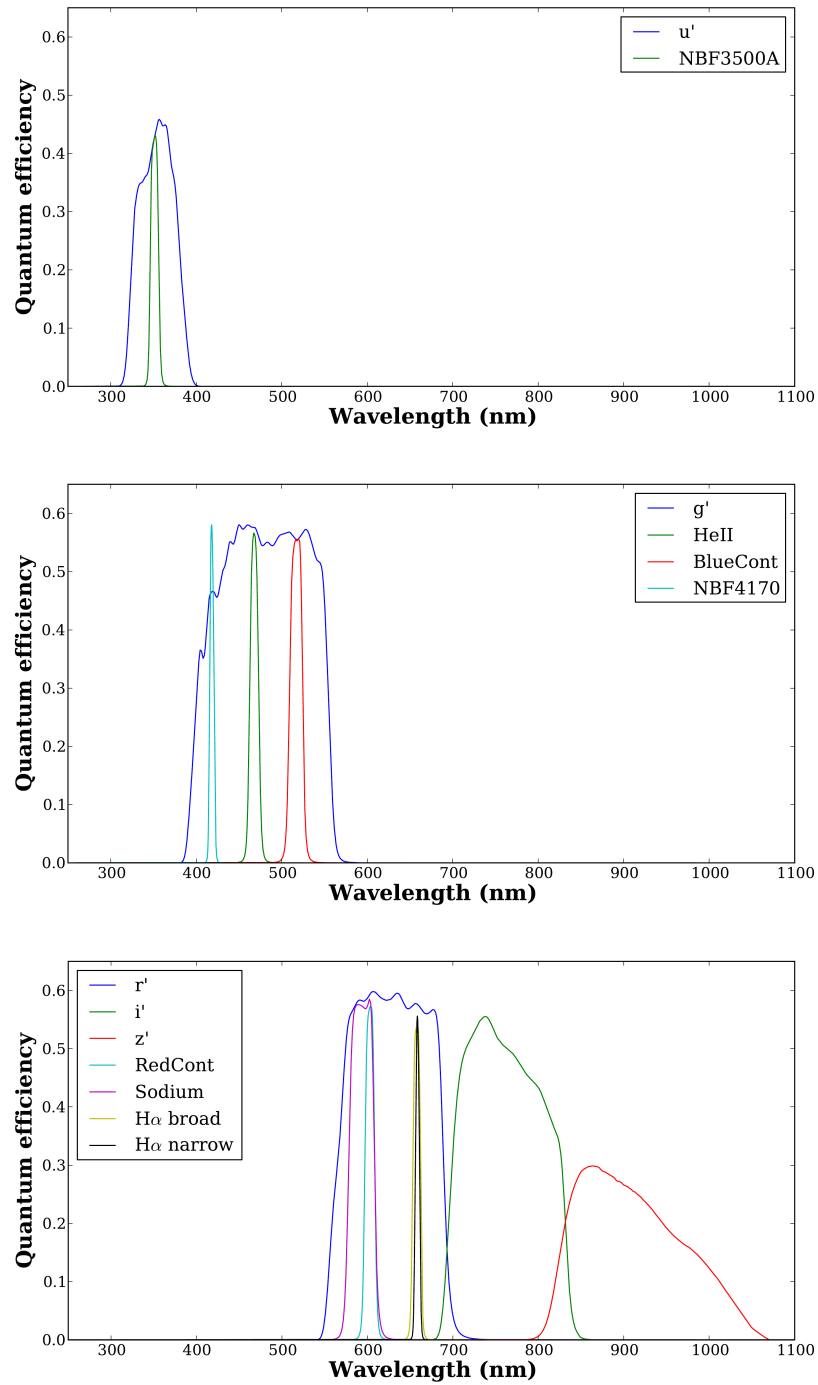 0.6
0.5
0.4
0.3
0.2
0.1
0.0
Quantum efficiency
u'
NBF3500A
300 400 500 600 700 800 900 1000 1100
Wavelength (nm)
0.6
0.5
0.4
0.3
0.2
0.1
0.0
Quantum efficiency
g'
HeII
BlueCont
NBF4170
300 400 500 600 700 800 900 1000 1100
Wavelength (nm)
0.6
0.5
0.4
0.3
0.2
0.1
0.0
Quantum efficiency
r'
i'
z'
RedCont
Sodium
Hα broad
Hα narrow
300 400 500 600 700 800 900 1000 1100
Wavelength (nm)